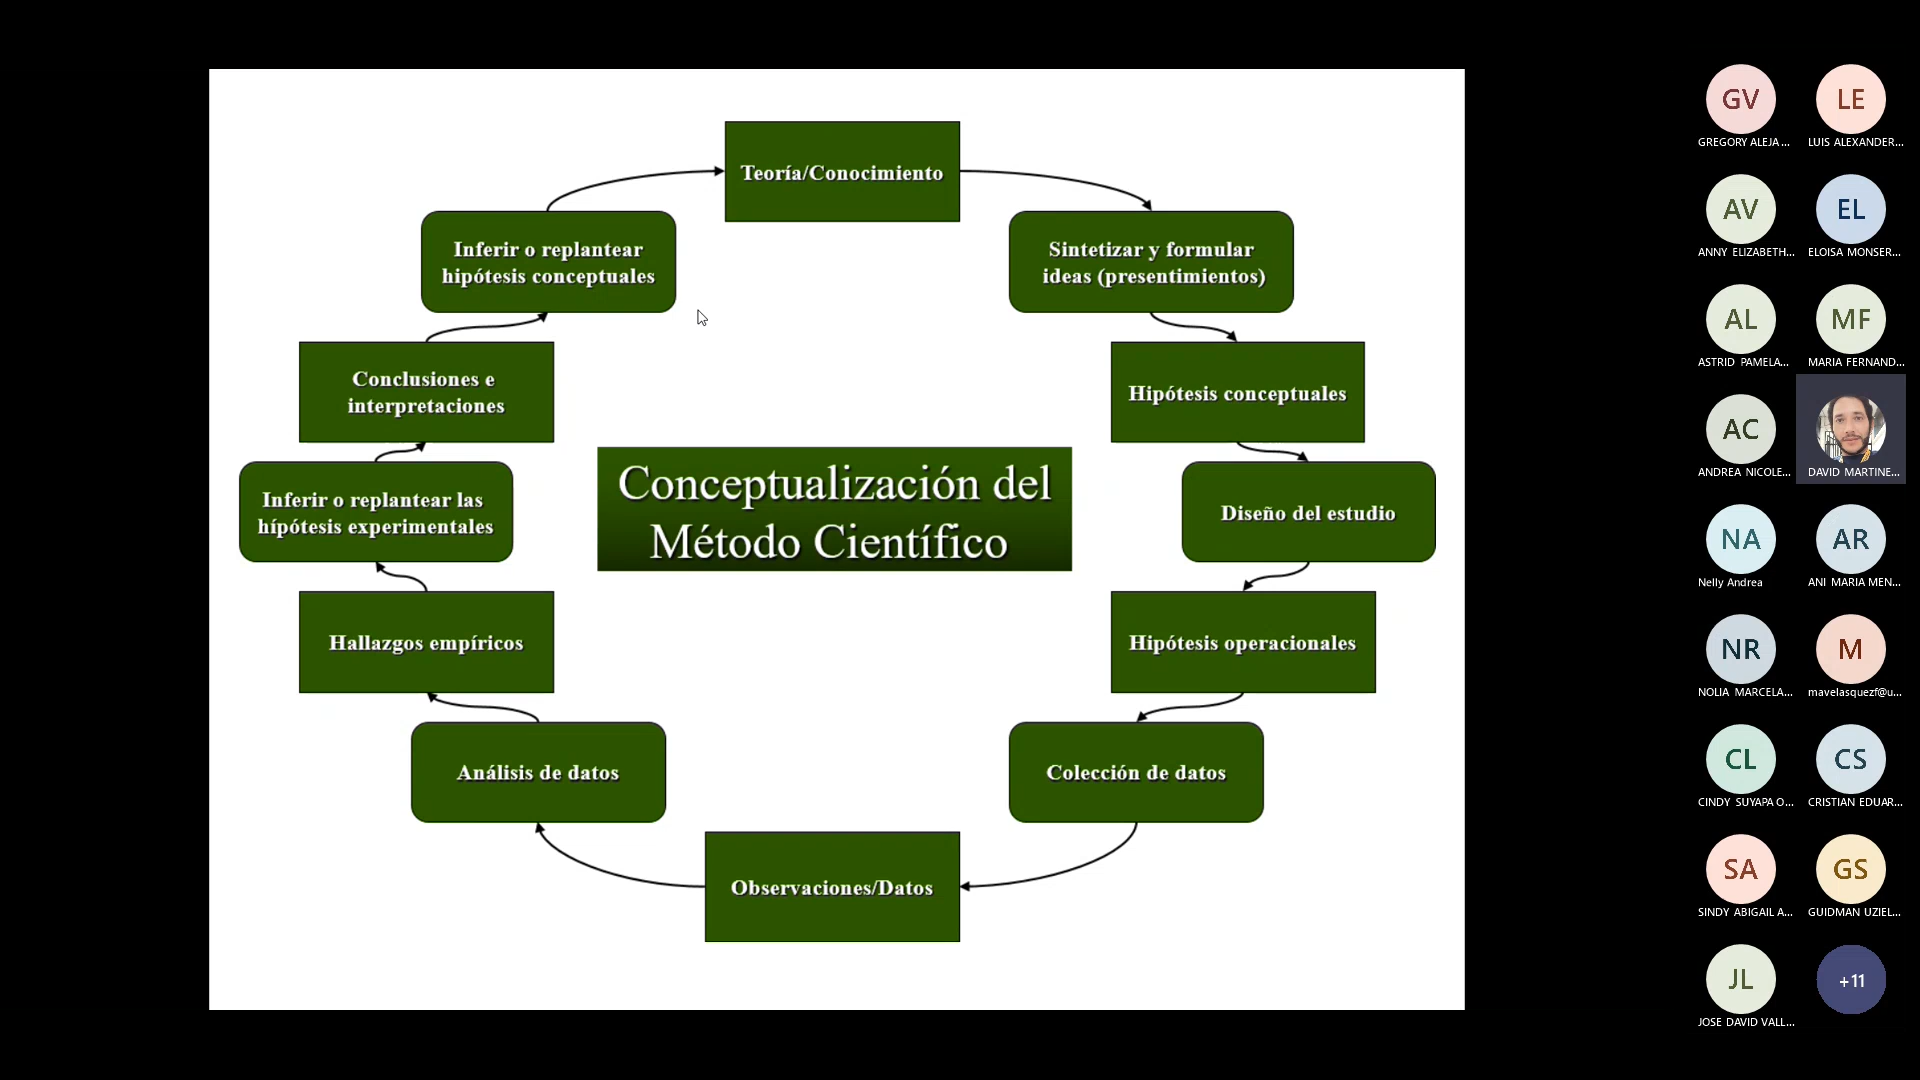 Teoría/Conocimiento
Inferir o replantear
hipótesis conceptuales
Sintetizar y formular
ideas (presentimientos)
Conclusiones e
interpretaciones
Hipótesis conceptuales
Conceptualización del
Método Científico
Inferir o replantear las
hípótesis experimentales
Diseño del estudio
Hallazgos empíricos
Hipótesis operacionales
Análisis de datos
Colección de datos
Observaciones/Datos
GV
GREGORY ALEJA...
LE
LUIS ALEXANDER...
AV
ANNY ELIZABETH...
EL
ELOISA MONSER...
AL
ASTRID PAMELA...
MF
MARIA FERNAND...
AC
ANDREA NICOLE...
DAVID MARTINE...
NA
Nelly Andrea
AR
ANI MARIA MEN...
NR
NOLIA MARCELA...
M
mavelasquezf@u...
CL
CINDY SUYAPA O...
CS
CRISTIAN EDUAR...
SA
SINDY ABIGAIL A...
GS
GUIDMAN UZIEL...
JL
JOSE DAVID VALL...
+11